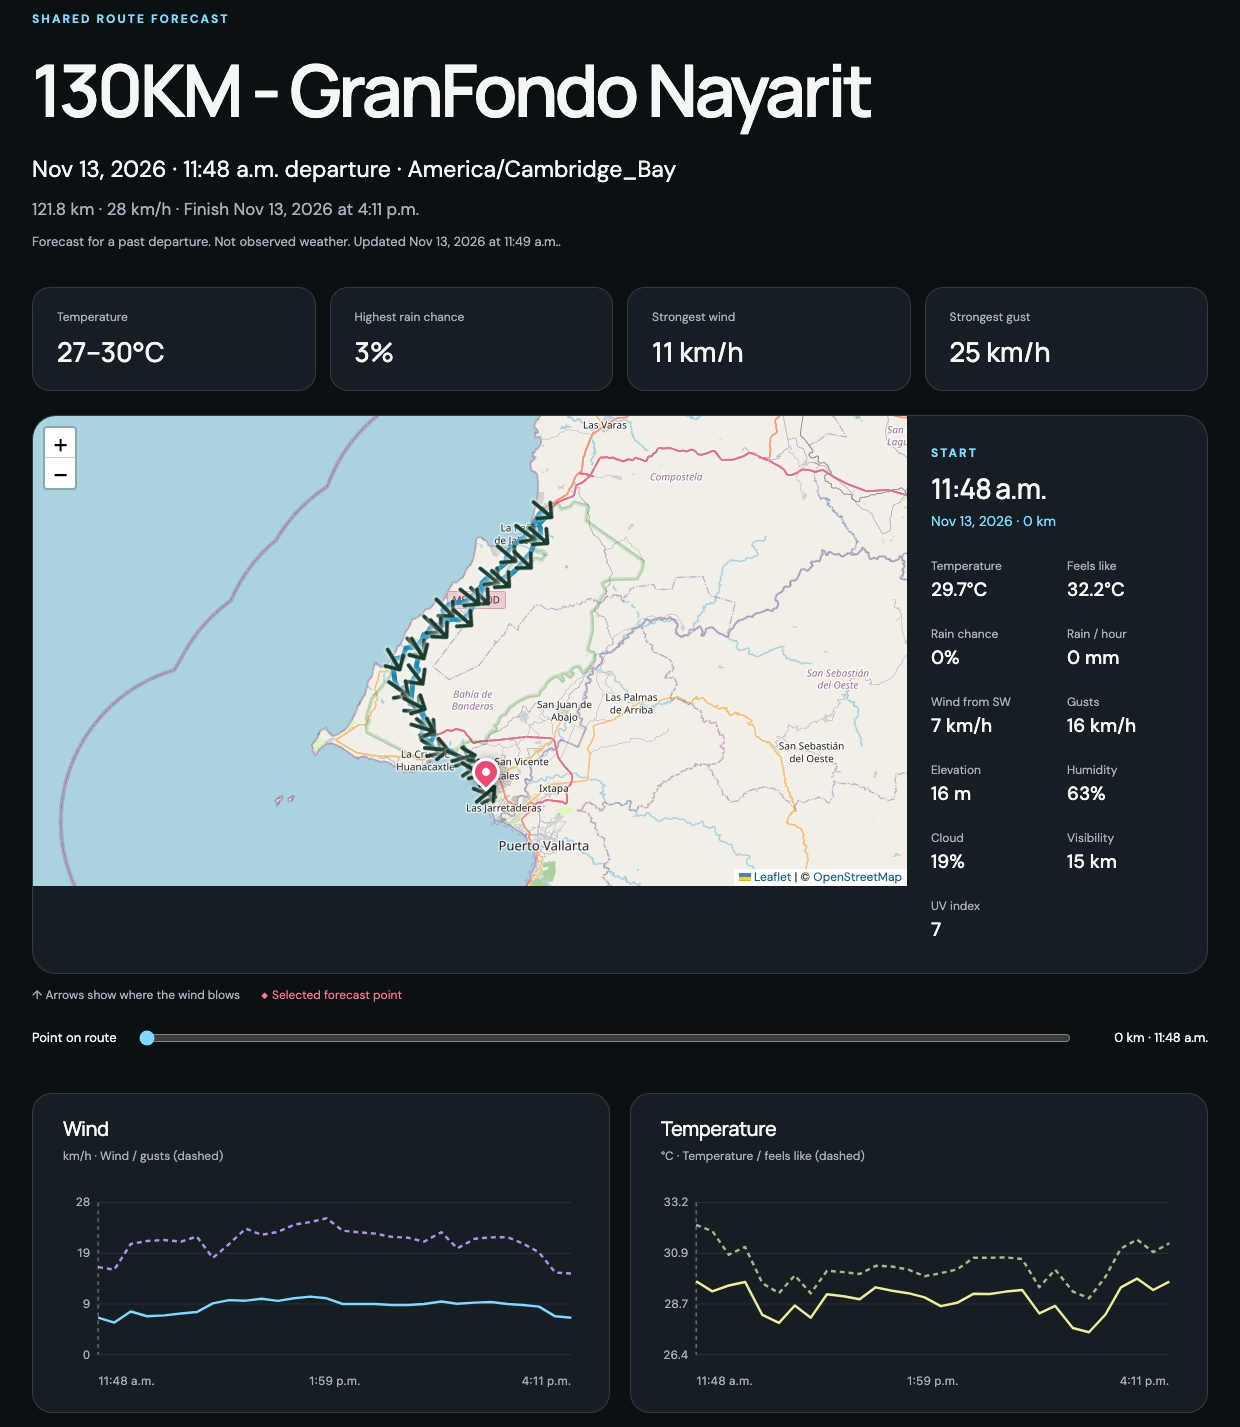 SHARED ROUTE FORECAST
130KM - GranFondo Nayarit
Nov 13, 2026 · 11:48 a.m. departure · America/Cambridge_Bay
121.8 km · 28 km/h · Finish Nov 13, 2026 at 4:11 p.m.
Forecast for a past departure. Not observed weather. Updated Nov 13, 2026 at 11:49 a.m..
Temperature
27–30°C
Highest rain chance
3%
Strongest wind
11 km/h
Strongest gust
25 km/h
+
−
Las Varas
San
Compostela
La
de
Bahía de
Banderas
San Juan de
Abajo
Las Palmas
de Arriba
San Sebastián
del Oeste
San Sebastián
del Oeste
La
Huanacaxtle
San Vicente
Ixtapa
Las Jarretaderas
Puerto Vallarta
Leaflet | © OpenStreetMap
START
11:48 a.m.
Nov 13, 2026 · 0 km
Temperature
29.7°C
Feels like
32.2°C
Rain chance
0%
Rain / hour
0 mm
Wind from SW
7 km/h
Gusts
16 km/h
Elevation
16 m
Humidity
63%
Cloud
19%
Visibility
15 km
UV index
7
↑ Arrows show where the wind blows
◆ Selected forecast point
Point on route
0 km · 11:48 a.m.
Wind
km/h · Wind / gusts (dashed)
28
19
9
0
11:48 a.m.
1:59 p.m.
4:11 p.m.
Temperature
°C · Temperature / feels like (dashed)
33.2
30.9
28.7
26.4
11:48 a.m.
1:59 p.m.
4:11 p.m.